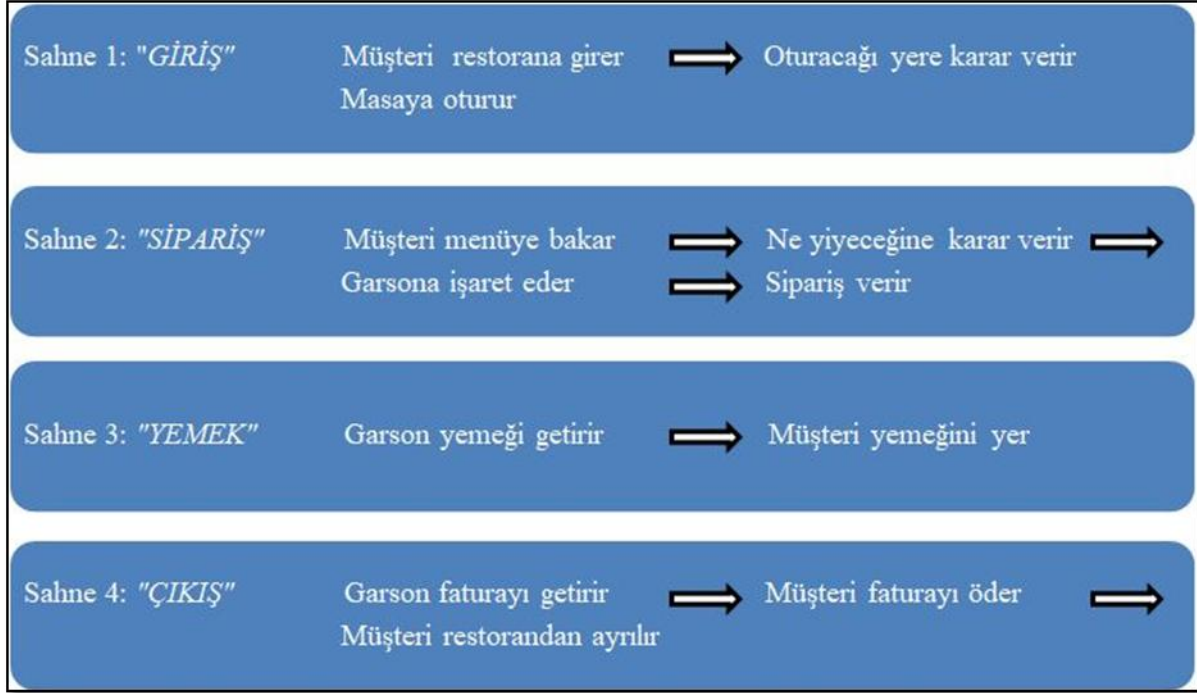 Sahne 1: "GİRİŞ" Müşteri restorana girer Oturacağı yere karar verir
Masaya oturur
Sahne 2: "SİPARİŞ" Müşteri menüye bakar Ne yiyeceğine karar verir
Garsona işaret eder Sipariş verir
Sahne 3: "YEMEK" Garson yemeği getirir Müşteri yemeğini yer
Sahne 4: "ÇIKIŞ" Garson faturayı getirir Müşteri faturayı öder
Müşteri restorandan ayrılır